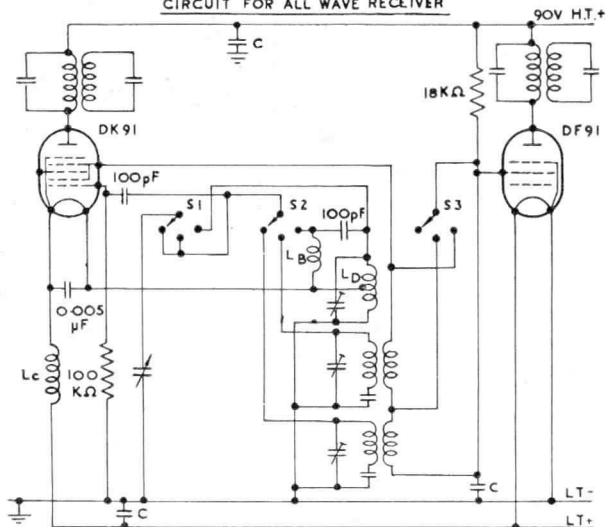 CIRCUIT FOR ALL WAVE RECEIVER
90V H.T.+
C
18KΩ
DK91
DF91
100pF
S1
S2
100pF
S3
LB
LD
0·005
μF
Lc
100
KΩ
C
C
LT-
LT+